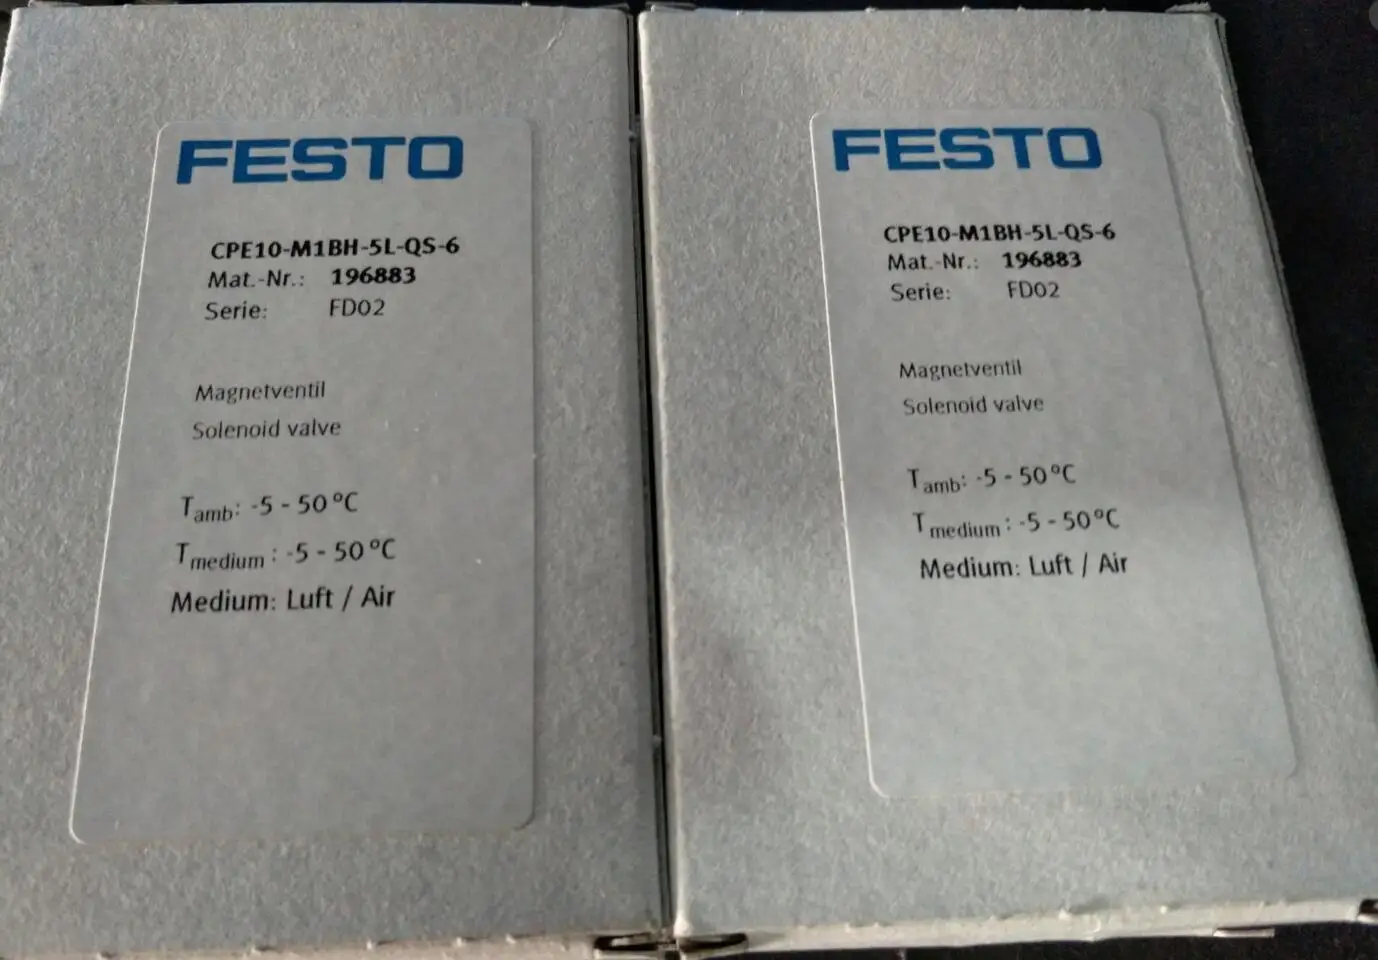 FESTO
CPE10-M1BH-5L-QS-6
Mat.-Nr.: 196883
Serie: FD02
Magnetventil
Solenoid valve
Tamb: -5 - 50°C
Tmedium: -5 - 50°C
Medium: Luft / Air
FESTO
CPE10-M1BH-5L-QS-6
Mat.-Nr.: 196883
Serie: FD02
Magnetventil
Solenoid valve
Tamb: -5 - 50°C
Tmedium: -5 - 50°C
Medium: Luft / Air